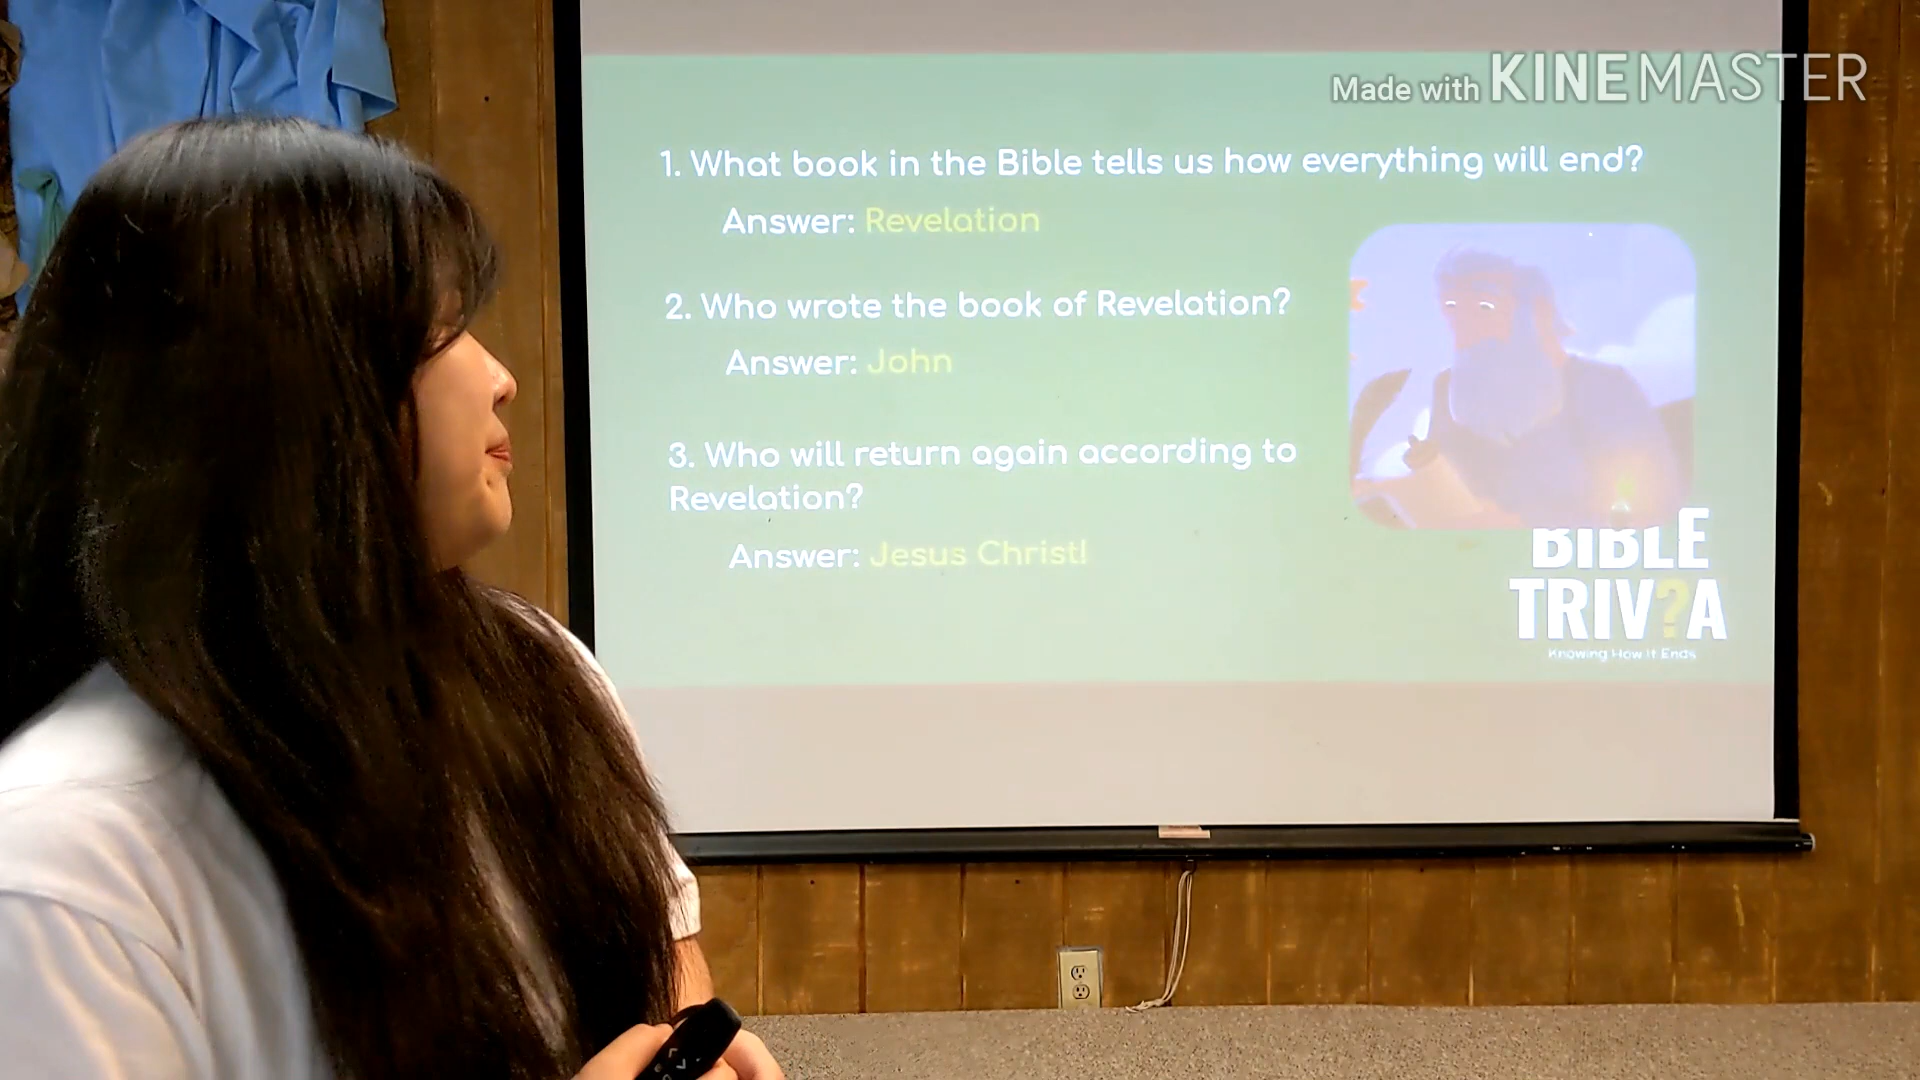 Made with KINEMASTER
1. What book in the Bible tells us how everything will end?
Answer: Revelation
2. Who wrote the book of Revelation?
Answer: John
3. Who will return again according to
Revelation?
Answer: Jesus Christ!
BIBLE
TRIV?A
Knowing How It Ends